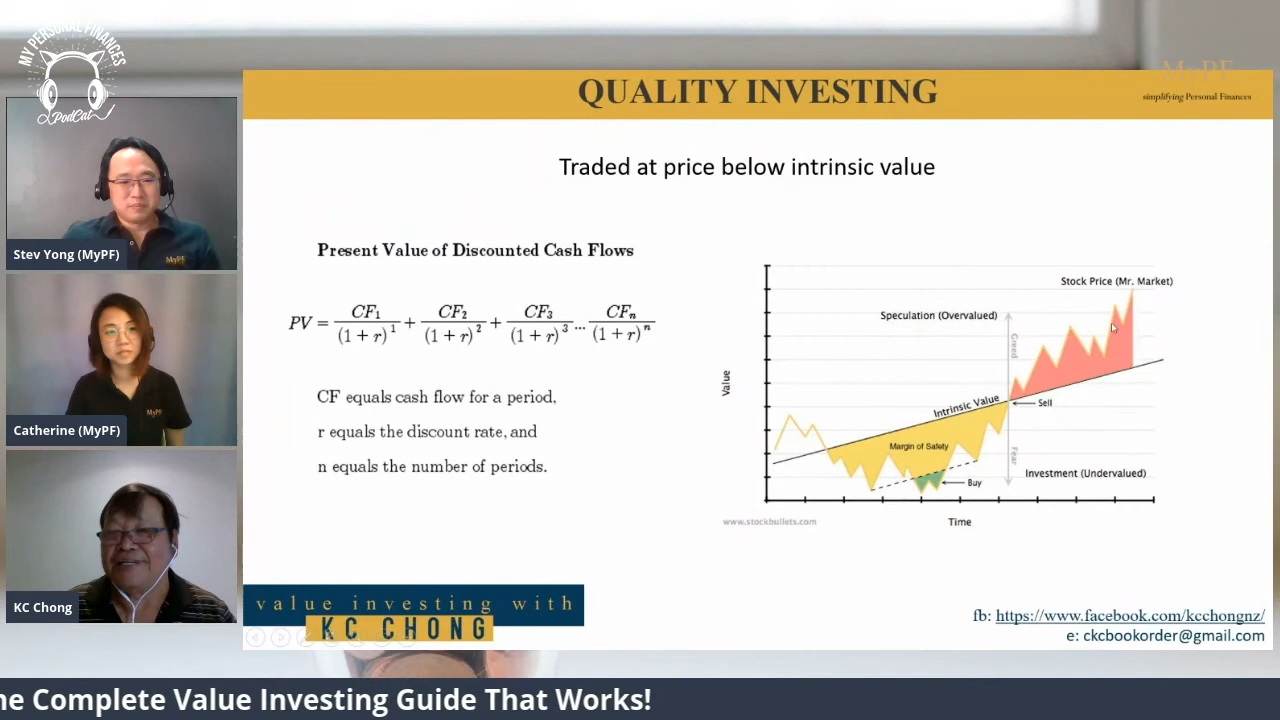 MY PERSONAL FINANCES
PodCat
MyPF
simplifying Personal Finances
QUALITY INVESTING
Traded at price below intrinsic value
Present Value of Discounted Cash Flows
PV = CF1/(1 + r)^1 + CF2/(1 + r)^2 + CF3/(1 + r)^3 ... CFn/(1 + r)^n
CF equals cash flow for a period,
r equals the discount rate, and
n equals the number of periods.
Stock Price (Mr. Market)
Speculation (Overvalued)
Greed
Value
Intrinsic Value
Sell
Margin of Safety
Fear
Investment (Undervalued)
Buy
www.stockbullets.com
Time
Stev Yong (MyPF)
MyPF
Catherine (MyPF)
MyPF
KC Chong
value investing with
KC CHONG
fb: https://www.facebook.com/kcchongnz/
e: ckcbookorder@gmail.com
he Complete Value Investing Guide That Works!